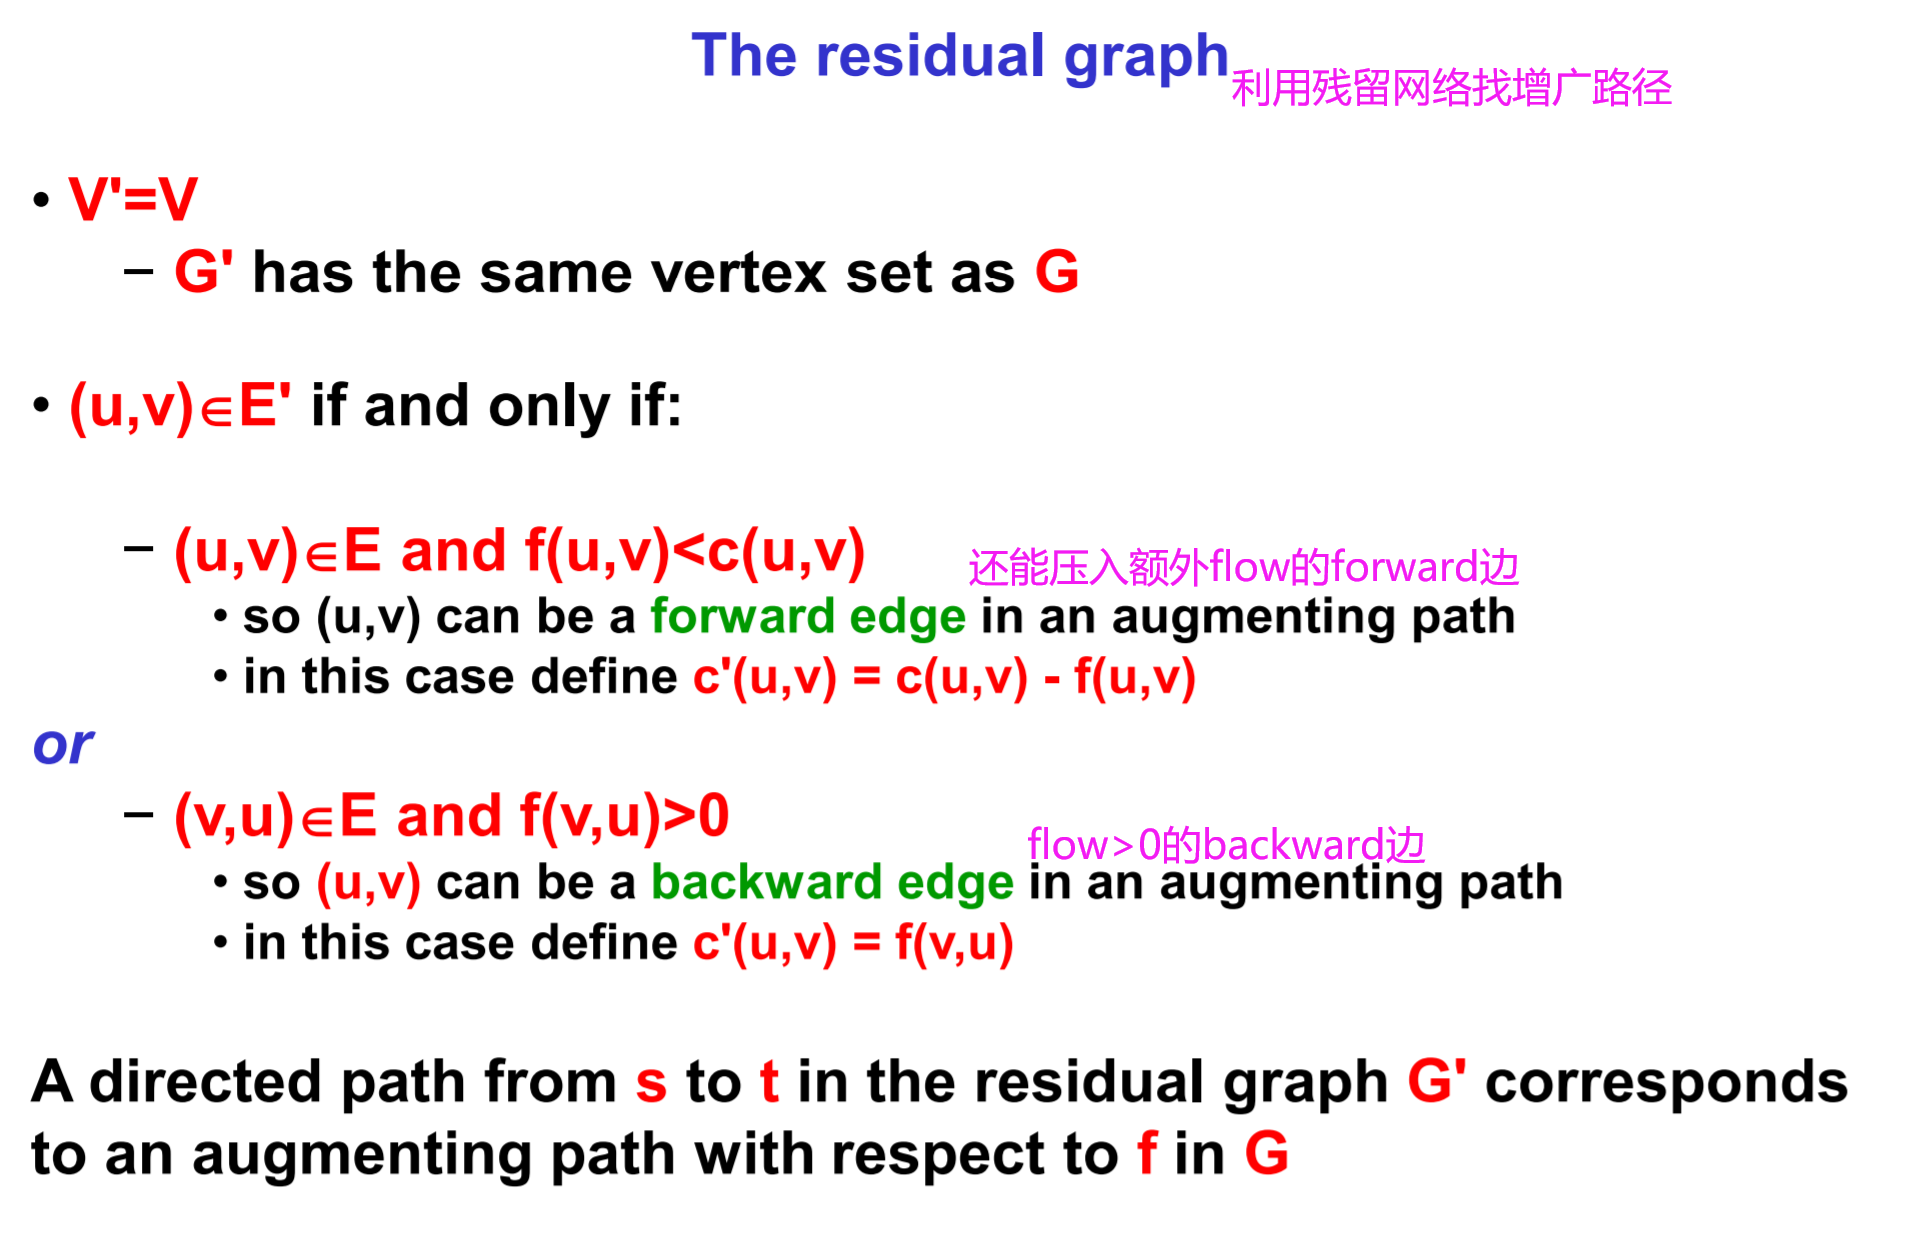 The residual graph
利用残留网络找增广路径
• V'=V
– G' has the same vertex set as G
• (u,v)∈E' if and only if:
– (u,v)∈E and f(u,v)<c(u,v)
还能压入额外flow的forward边
• so (u,v) can be a forward edge in an augmenting path
• in this case define c'(u,v) = c(u,v) - f(u,v)
or
– (v,u)∈E and f(v,u)>0
flow>0的backward边
• so (u,v) can be a backward edge in an augmenting path
• in this case define c'(u,v) = f(v,u)
A directed path from s to t in the residual graph G' corresponds
to an augmenting path with respect to f in G